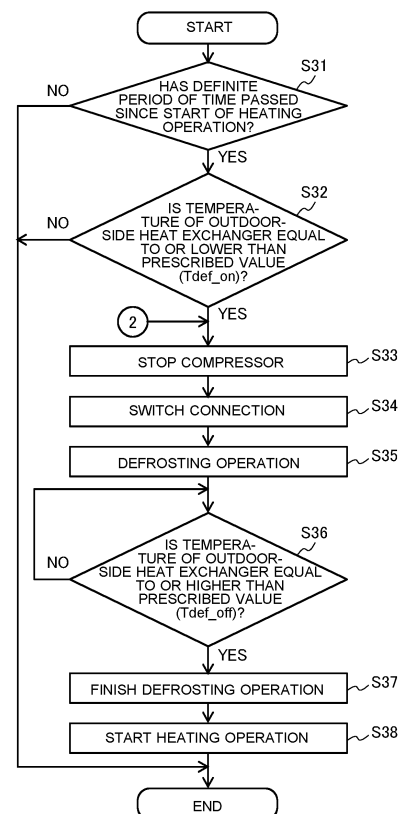 START
S31
NO
HAS DEFINITE
PERIOD OF TIME PASSED
SINCE START OF HEATING
OPERATION?
YES
S32
NO
IS TEMPERA-
TURE OF OUTDOOR-
SIDE HEAT EXCHANGER EQUAL
TO OR LOWER THAN
PRESCRIBED VALUE
(Tdef_on)?
YES
2
STOP COMPRESSOR
S33
SWITCH CONNECTION
S34
DEFROSTING OPERATION
S35
S36
IS TEMPERA-
TURE OF OUTDOOR-
SIDE HEAT EXCHANGER EQUAL
TO OR HIGHER THAN
PRESCRIBED VALUE
(Tdef_off)?
NO
YES
FINISH DEFROSTING OPERATION
S37
START HEATING OPERATION
S38
END